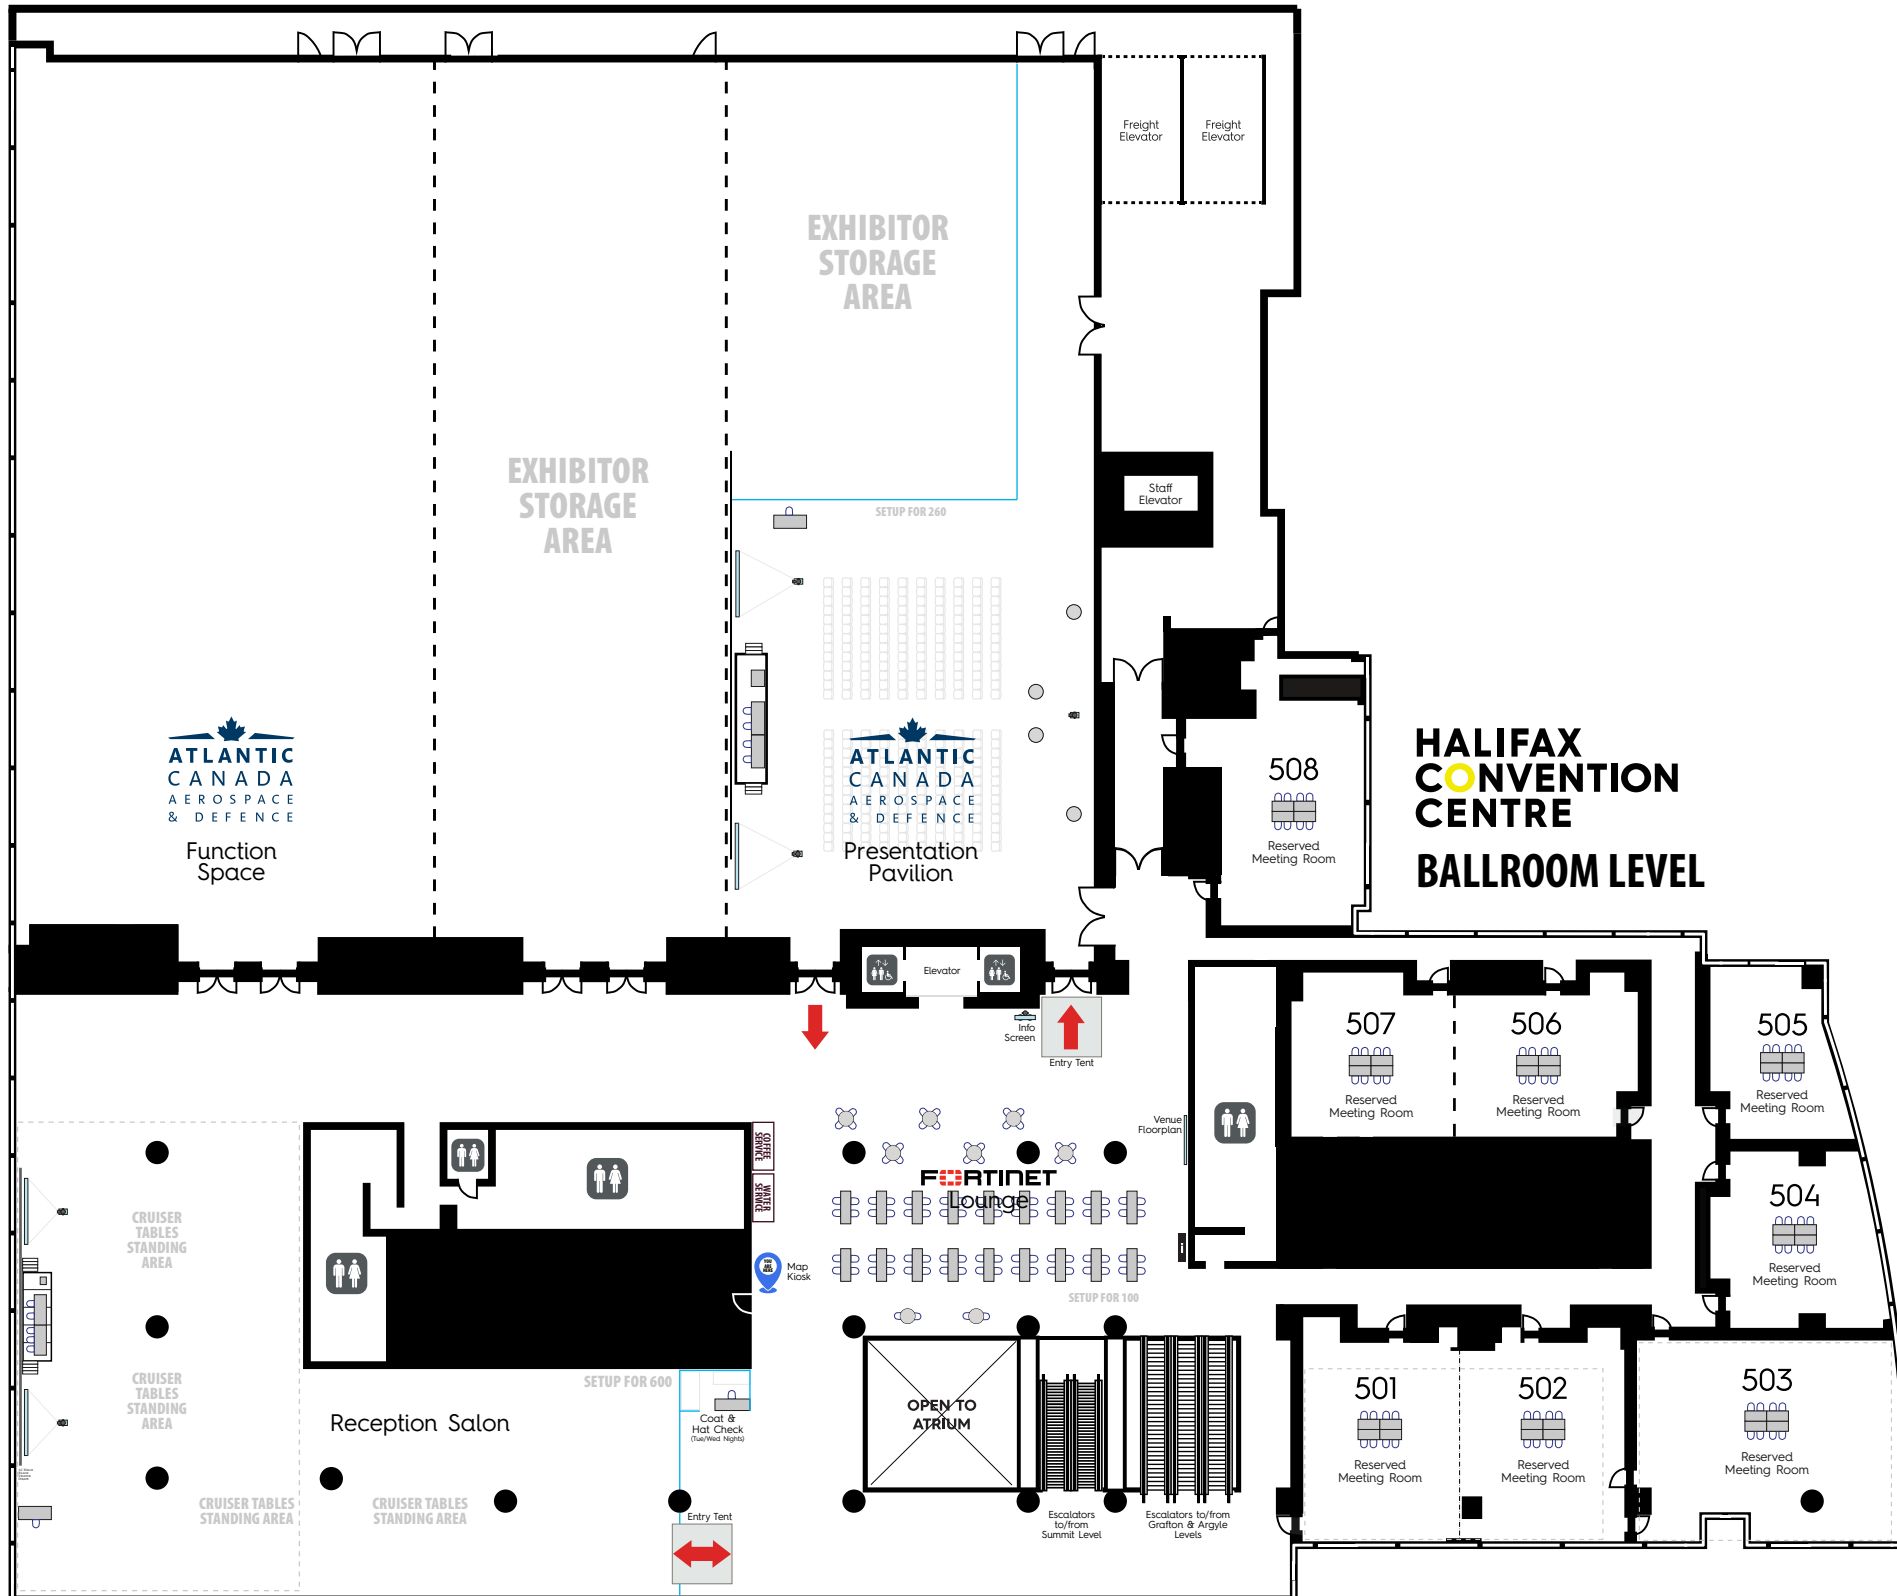 Freight
Elevator
Freight
Elevator
EXHIBITOR
STORAGE
AREA
EXHIBITOR
STORAGE
AREA
Staff
Elevator
SETUP FOR 260
ATLANTIC
CANADA
AEROSPACE
& DEFENCE
Function
Space
ATLANTIC
CANADA
AEROSPACE
& DEFENCE
Presentation
Pavilion
508
Reserved
Meeting Room
HALIFAX
CONVENTION
CENTRE
BALLROOM LEVEL
Elevator
Info
Screen
Entry Tent
507
Reserved
Meeting Room
506
Reserved
Meeting Room
505
Reserved
Meeting Room
Venue
Floorplan
COFFEE
SERVICE
WATER
SERVICE
FORTINET
Lounge
504
Reserved
Meeting Room
CRUISER
TABLES
STANDING
AREA
YOU
ARE
HERE
Map
Kiosk
SETUP FOR 100
CRUISER
TABLES
STANDING
AREA
SETUP FOR 600
Reception Salon
Coat &
Hat Check
(Tue/Wed Nights)
OPEN TO
ATRIUM
501
Reserved
Meeting Room
502
Reserved
Meeting Room
503
Reserved
Meeting Room
CRUISER TABLES
STANDING AREA
CRUISER TABLES
STANDING AREA
Entry Tent
Escalators
to/from
Summit Level
Escalators to/from
Grafton & Argyle
Levels